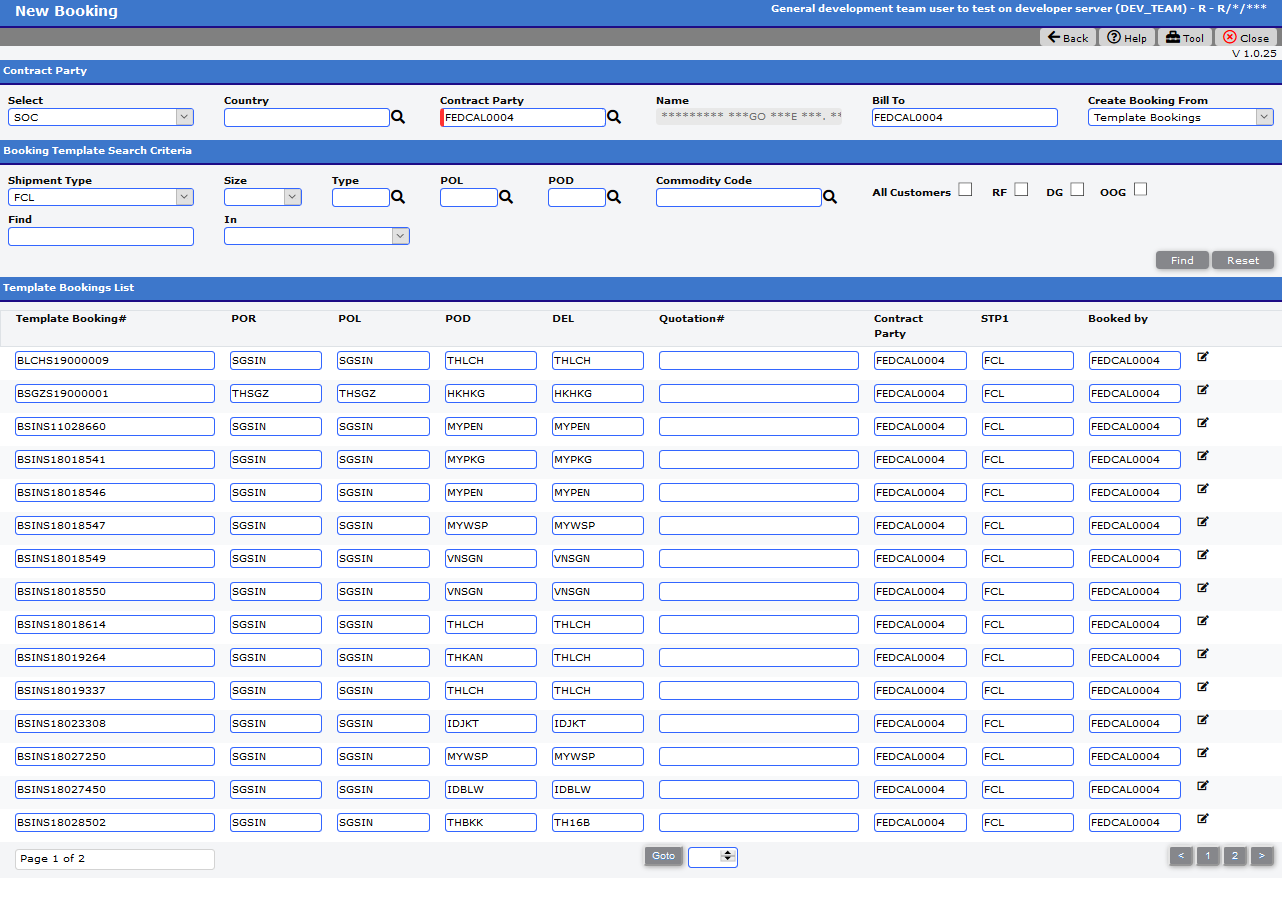 New Booking General development team user to test on developer server (DEV_TEAM) - R - R/*/***
Back Help Tool Close
V 1.0.25
Contract Party
Select Country Contract Party Name Bill To Create Booking From
SOC FEDCAL0004 ********* ***GO ***E ***. ** FEDCAL0004 Template Bookings
Booking Template Search Criteria
Shipment Type Size Type POL POD Commodity Code All Customers RF DG OOG
FCL
Find In
Find Reset
Template Bookings List
Template Booking# POR POL POD DEL Quotation# Contract Party STP1 Booked by
BLCHS19000009 SGSIN SGSIN THLCH THLCH FEDCAL0004 FCL FEDCAL0004
BSGZS19000001 THSGZ THSGZ HKHKG HKHKG FEDCAL0004 FCL FEDCAL0004
BSINS11028660 SGSIN SGSIN MYPEN MYPEN FEDCAL0004 FCL FEDCAL0004
BSINS18018541 SGSIN SGSIN MYPKG MYPKG FEDCAL0004 FCL FEDCAL0004
BSINS18018546 SGSIN SGSIN MYPEN MYPEN FEDCAL0004 FCL FEDCAL0004
BSINS18018547 SGSIN SGSIN MYWSP MYWSP FEDCAL0004 FCL FEDCAL0004
BSINS18018549 SGSIN SGSIN VNSGN VNSGN FEDCAL0004 FCL FEDCAL0004
BSINS18018550 SGSIN SGSIN VNSGN VNSGN FEDCAL0004 FCL FEDCAL0004
BSINS18018614 SGSIN SGSIN THLCH THLCH FEDCAL0004 FCL FEDCAL0004
BSINS18019264 SGSIN SGSIN THKAN THLCH FEDCAL0004 FCL FEDCAL0004
BSINS18019337 SGSIN SGSIN THLCH THLCH FEDCAL0004 FCL FEDCAL0004
BSINS18023308 SGSIN SGSIN IDJKT IDJKT FEDCAL0004 FCL FEDCAL0004
BSINS18027250 SGSIN SGSIN MYWSP MYWSP FEDCAL0004 FCL FEDCAL0004
BSINS18027450 SGSIN SGSIN IDBLW IDBLW FEDCAL0004 FCL FEDCAL0004
BSINS18028502 SGSIN SGSIN THBKK TH16B FEDCAL0004 FCL FEDCAL0004
Page 1 of 2 Goto < 1 2 >